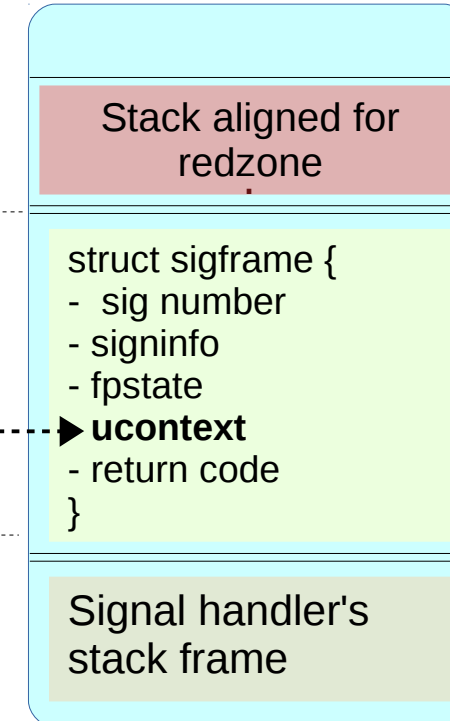 Stack aligned for
redzone
struct sigframe {
- sig number
- signinfo
- fpstate
ucontext
- return code
}
Signal handler's
stack frame